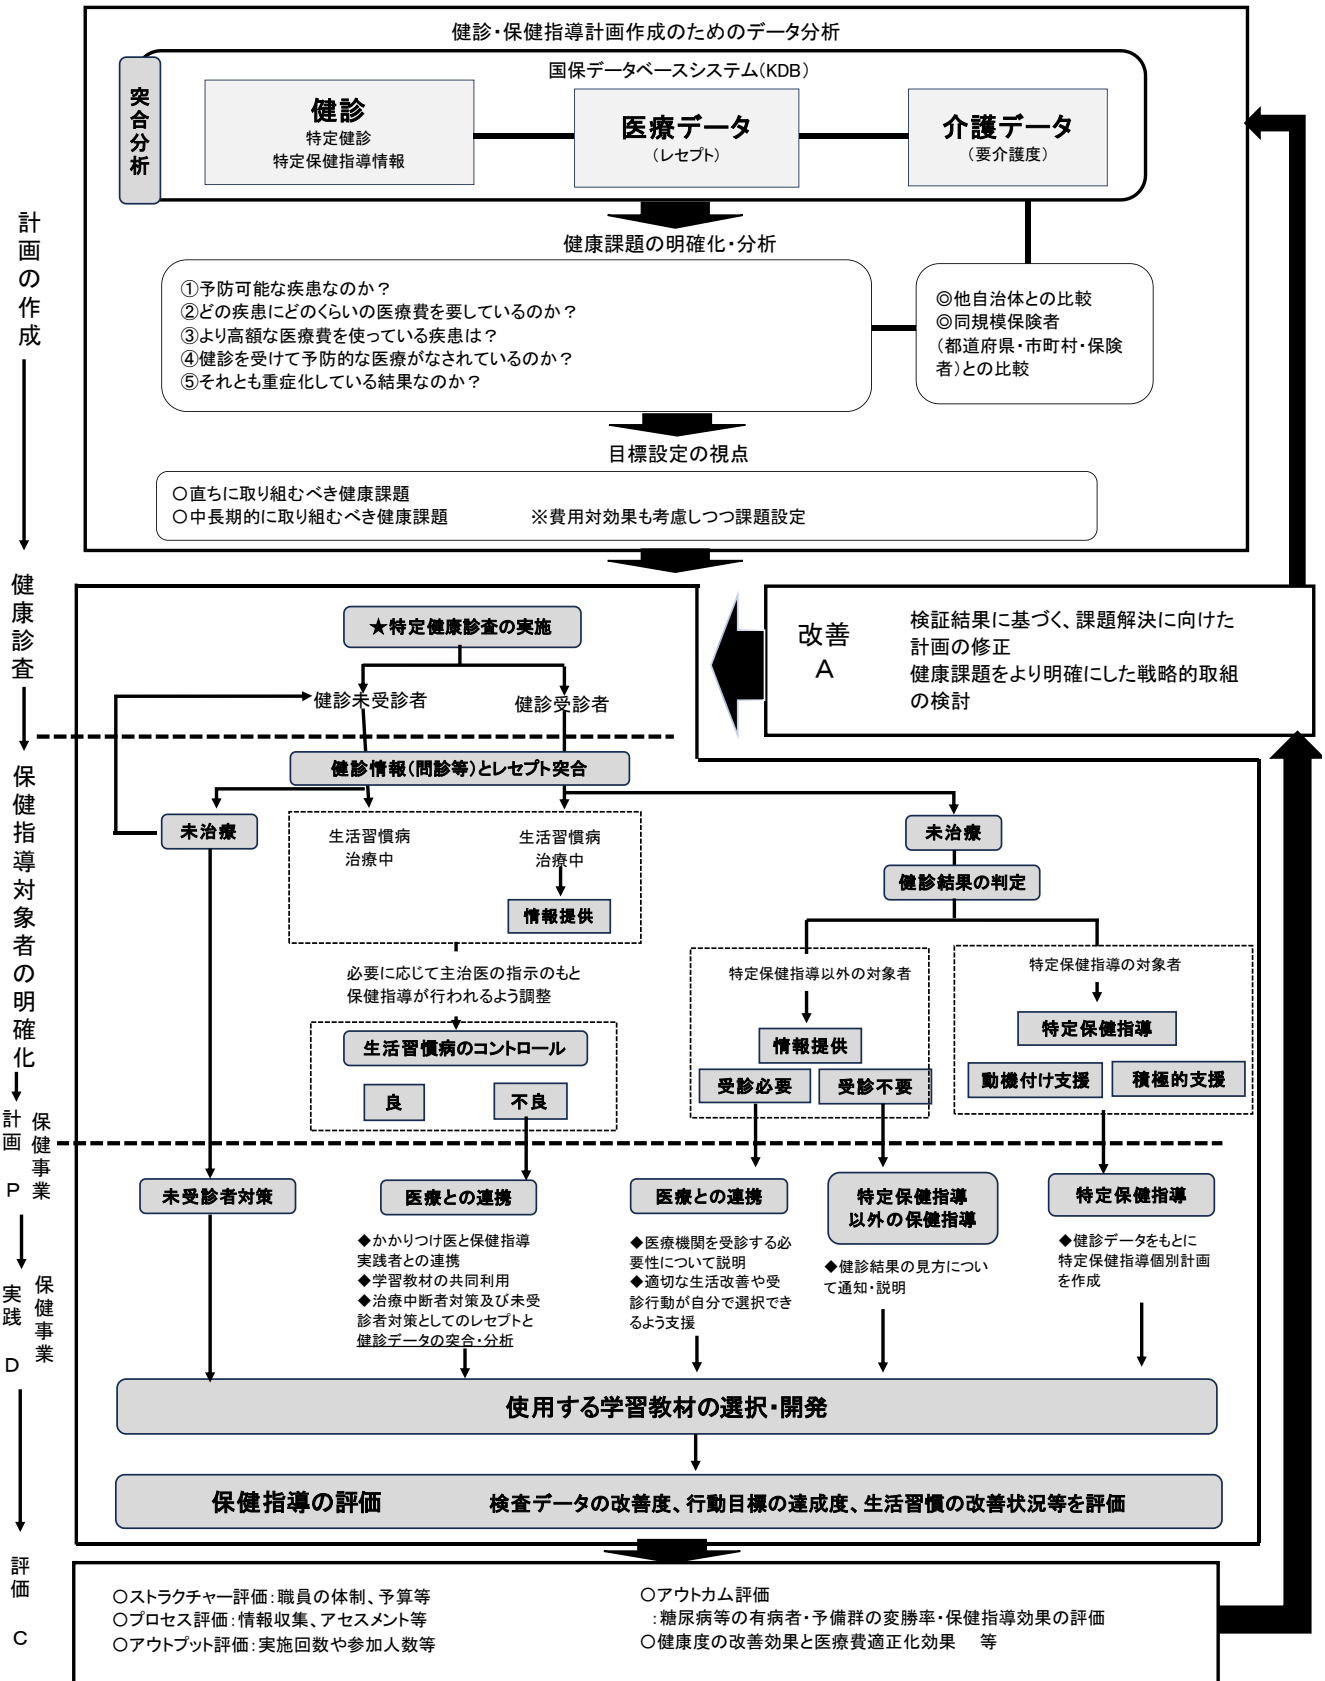 健診・保健指導計画作成のためのデータ分析
国保データベースシステム(KDB)
突合分析
健診
特定健診
特定保健指導情報
医療データ
(レセプト)
介護データ
(要介護度)
計画の作成
健康課題の明確化・分析
①予防可能な疾患なのか？
②どの疾患にどのくらいの医療費を要しているのか？
③より高額な医療費を使っている疾患は？
④健診を受けて予防的な医療がなされているのか？
⑤それとも重症化している結果なのか？
◎他自治体との比較
◎同規模保険者
(都道府県・市町村・保険
者)との比較
目標設定の視点
○直ちに取り組むべき健康課題
○中長期的に取り組むべき健康課題　　　※費用対効果も考慮しつつ課題設定
健康診査
★特定健康診査の実施
改善
A
検証結果に基づく、課題解決に向けた
計画の修正
健康課題をより明確にした戦略的取組
の検討
健診未受診者
健診受診者
保健指導対象者の明確化
健診情報(問診等)とレセプト突合
未治療
生活習慣病
治療中
生活習慣病
治療中
情報提供
未治療
健診結果の判定
必要に応じて主治医の指示のもと
保健指導が行われるよう調整
特定保健指導以外の対象者
特定保健指導の対象者
生活習慣病のコントロール
良
不良
情報提供
受診必要
受診不要
特定保健指導
動機付け支援
積極的支援
計画 P
保健事業
未受診者対策
医療との連携
医療との連携
特定保健指導
以外の保健指導
特定保健指導
◆かかりつけ医と保健指導
実践者との連携
◆学習教材の共同利用
◆治療中断者対策及び未受
診者対策としてのレセプトと
健診データの突合・分析
◆医療機関を受診する必
要性について説明
◆適切な生活改善や受
診行動が自分で選択でき
るよう支援
◆健診結果の見方につい
て通知・説明
◆健診データをもとに
特定保健指導個別計画
を作成
実践 D
保健事業
使用する学習教材の選択・開発
保健指導の評価　　検査データの改善度、行動目標の達成度、生活習慣の改善状況等を評価
評価 C
○ストラクチャー評価:職員の体制、予算等
○プロセス評価:情報収集、アセスメント等
○アウトプット評価:実施回数や参加人数等
○アウトカム評価
:糖尿病等の有病者・予備群の変勝率・保健指導効果の評価
○健康度の改善効果と医療費適正化効果　等